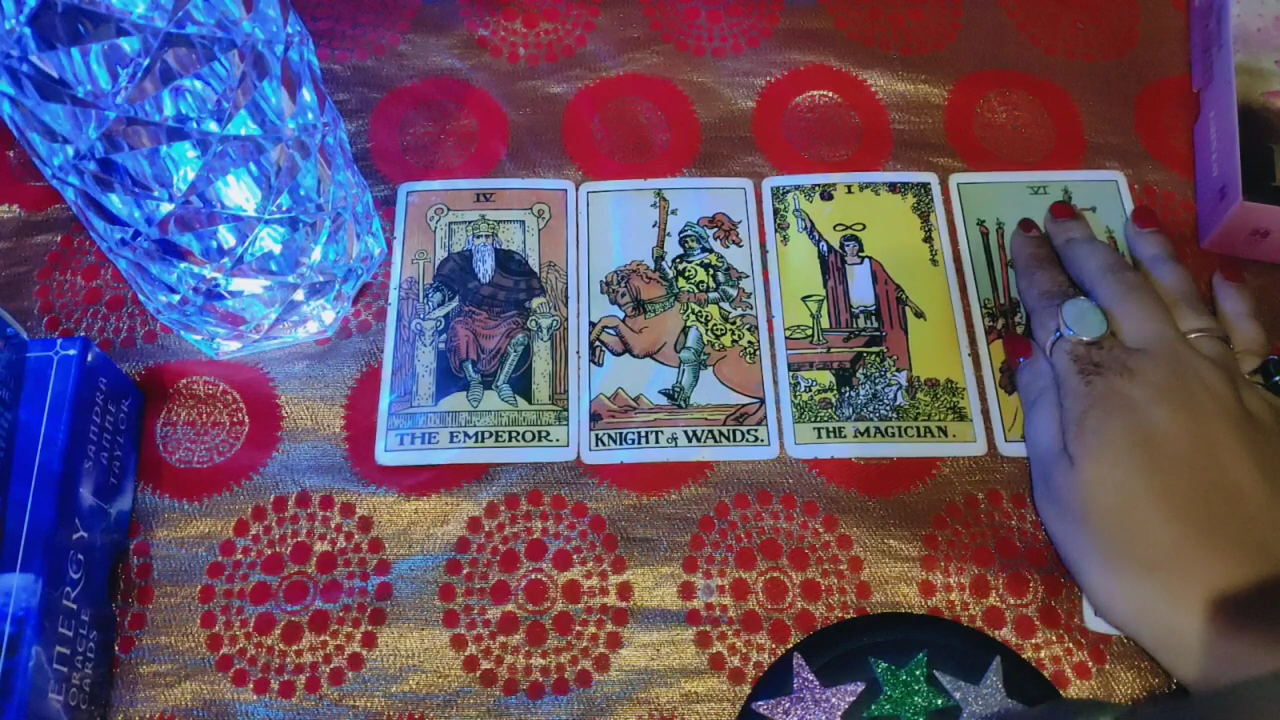 IV
THE EMPEROR.
KNIGHT of WANDS.
I
THE MAGICIAN.
VI
ENERGY
ORACLE
CARDS
SANDRA
ANNE
TAYLOR